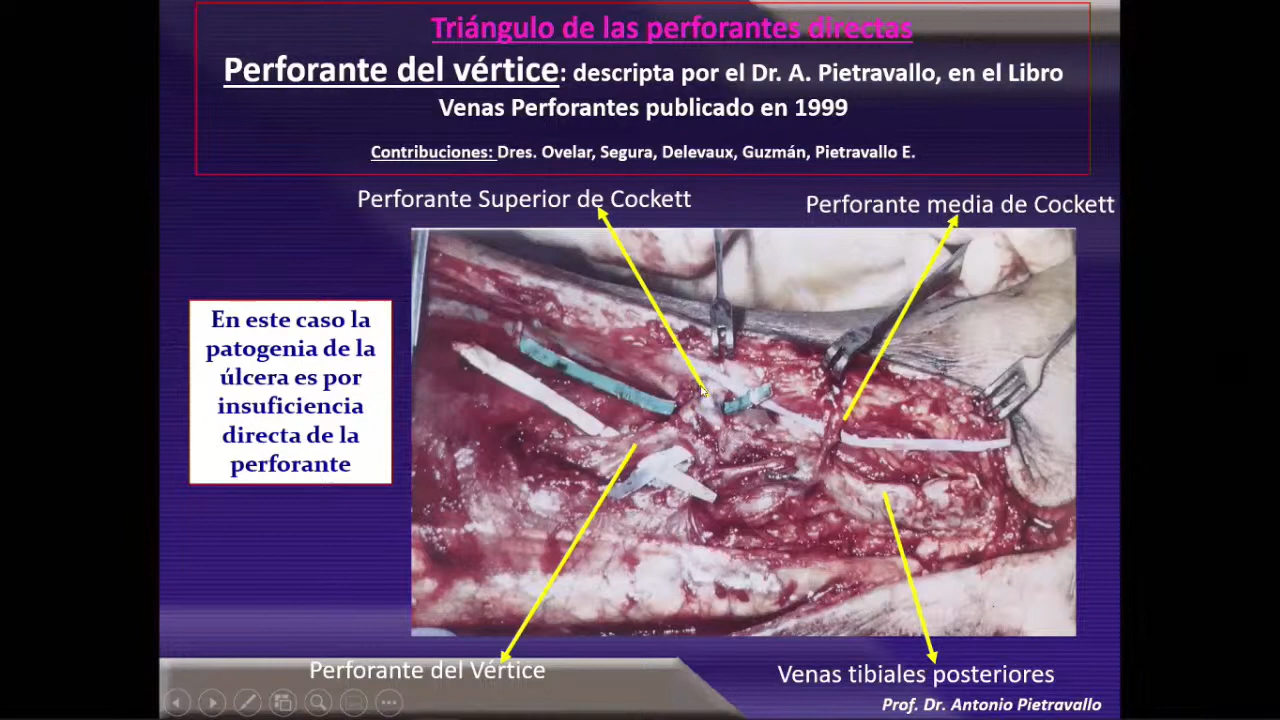 Triángulo de las perforantes directas
Perforante del vértice: descripta por el Dr. A. Pietravallo, en el Libro
Venas Perforantes publicado en 1999
Contribuciones: Dres. Ovelar, Segura, Delevaux, Guzmán, Pietravallo E.
Perforante Superior de Cockett
Perforante media de Cockett
En este caso la
patogenia de la
úlcera es por
insuficiencia
directa de la
perforante
Perforante del Vértice
Venas tibiales posteriores
Prof. Dr. Antonio Pietravallo